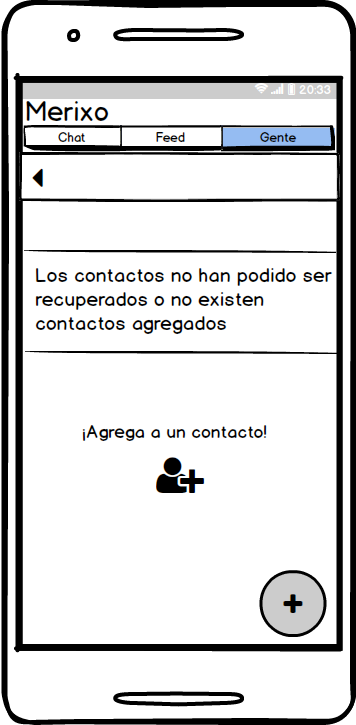 20:33
Merixo
Chat Feed Gente
Los contactos no han podido ser
recuperados o no existen
contactos agregados
¡Agrega a un contacto!